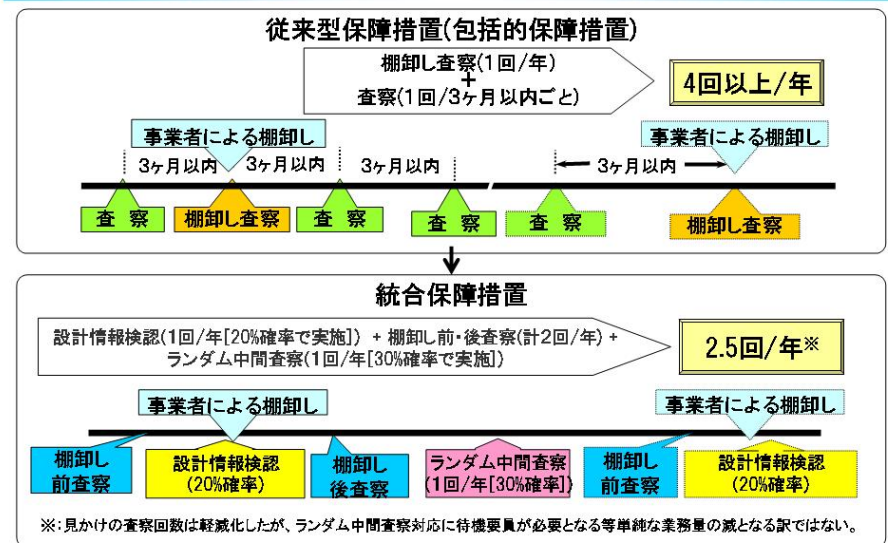 従来型保障措置(包括的保障措置)
棚卸し査察(1回/年)
+
査察(1回/3ヶ月以内ごと)
4回以上/年
事業者による棚卸し
事業者による棚卸し
3ヶ月以内
3ヶ月以内
3ヶ月以内
3ヶ月以内
査 察
棚卸し査察
査 察
査 察
査 察
棚卸し査察
統合保障措置
設計情報検認(1回/年[20%確率で実施]) + 棚卸し前・後査察(計2回/年) +
ランダム中間査察(1回/年[30%確率で実施])
2.5回/年※
事業者による棚卸し
事業者による棚卸し
棚卸し
前査察
設計情報検認
(20%確率)
棚卸し
後査察
ランダム中間査察
(1回/年[30%確率])
棚卸し
前査察
設計情報検認
(20%確率)
※:見かけの査察回数は軽減化したが、ランダム中間査察対応に待機要員が必要となる等単純な業務量の減となる訳ではない。